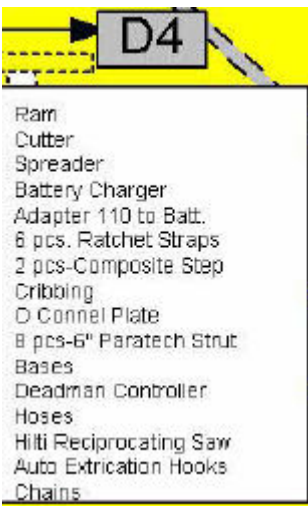 D4
Ram
Cutter
Spreader
Battery Charger
Adapter 110 to Batt.
6 pcs. Ratchet Straps
2 pcs-Composite Step
Cribbing
O Connel Plate
8 pcs-6" Paratech Strut
Bases
Deadman Controller
Hoses
Hilti Reciprocating Saw
Auto Extrication Hooks
Chains